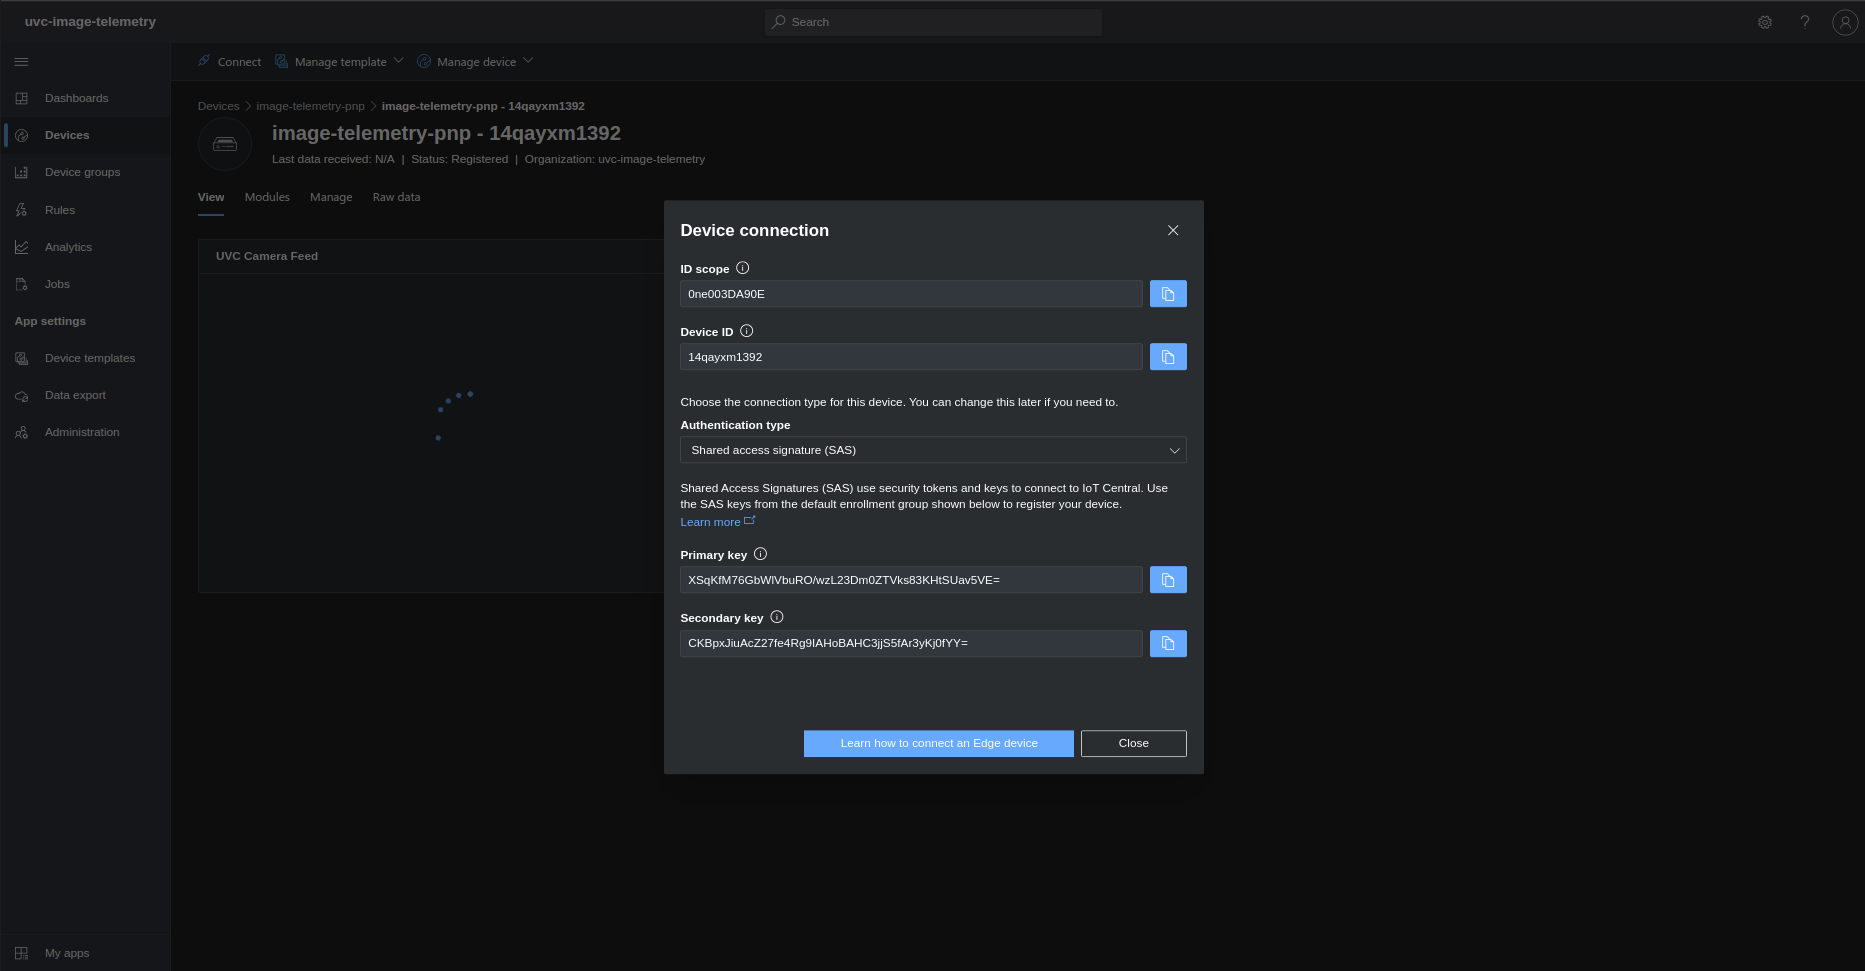 uvc-image-telemetry
Search
Connect
Manage template
Manage device
Dashboards
Devices
Device groups
Rules
Analytics
Jobs
App settings
Device templates
Data export
Administration
My apps
Devices > image-telemetry-pnp > image-telemetry-pnp - 14qayxm1392
image-telemetry-pnp - 14qayxm1392
Last data received: N/A | Status: Registered | Organization: uvc-image-telemetry
View Modules Manage Raw data
UVC Camera Feed
Device connection
ID scope
0ne003DA90E
Device ID
14qayxm1392
Choose the connection type for this device. You can change this later if you need to.
Authentication type
Shared access signature (SAS)
Shared Access Signatures (SAS) use security tokens and keys to connect to IoT Central. Use
the SAS keys from the default enrollment group shown below to register your device.
Learn more
Primary key
XSqKfM76GbWlVbuRO/wzL23Dm0ZTVks83KHtSUav5VE=
Secondary key
CKBpxJiuAcZ27fe4Rg9IAHoBAHC3jjS5fAr3yKj0fYY=
Learn how to connect an Edge device
Close